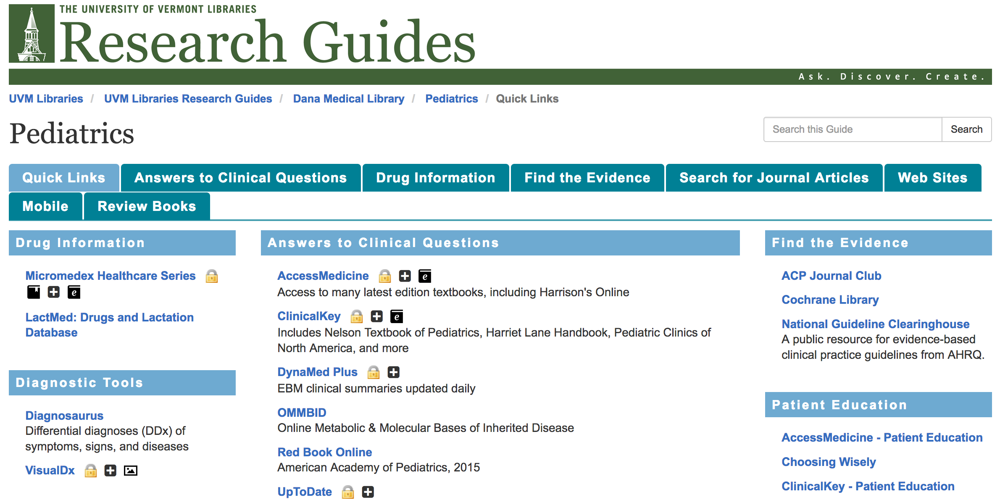 THE UNIVERSITY OF VERMONT LIBRARIES
Research Guides
Ask. Discover. Create.
UVM Libraries / UVM Libraries Research Guides / Dana Medical Library / Pediatrics / Quick Links
Pediatrics
Search this Guide
Search
Quick Links
Answers to Clinical Questions
Drug Information
Find the Evidence
Search for Journal Articles
Web Sites
Mobile
Review Books
Drug Information
Micromedex Healthcare Series
e
LactMed: Drugs and Lactation
Database
Diagnostic Tools
Diagnosaurus
Differential diagnoses (DDx) of
symptoms, signs, and diseases
VisualDx
Answers to Clinical Questions
AccessMedicine e
Access to many latest edition textbooks, including Harrison's Online
ClinicalKey e
Includes Nelson Textbook of Pediatrics, Harriet Lane Handbook, Pediatric Clinics of
North America, and more
DynaMed Plus
EBM clinical summaries updated daily
OMMBID
Online Metabolic & Molecular Bases of Inherited Disease
Red Book Online
American Academy of Pediatrics, 2015
UpToDate
Find the Evidence
ACP Journal Club
Cochrane Library
National Guideline Clearinghouse
A public resource for evidence-based
clinical practice guidelines from AHRQ.
Patient Education
AccessMedicine - Patient Education
Choosing Wisely
ClinicalKey - Patient Education